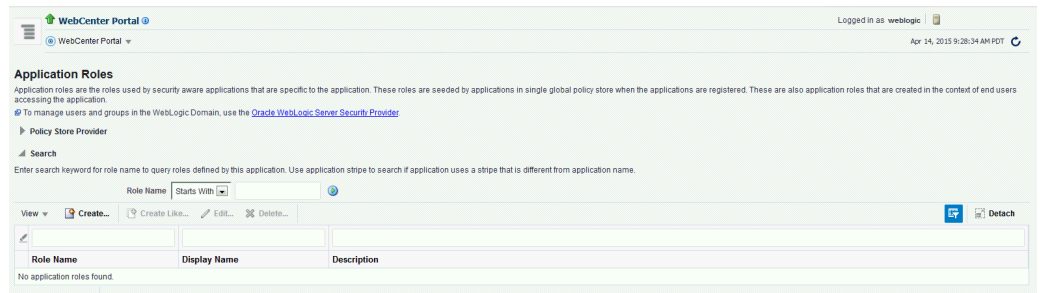 WebCenter Portal
Logged in as weblogic
WebCenter Portal
Apr 14, 2015 9:28:34 AM PDT
Application Roles
Application roles are the roles used by security aware applications that are specific to the application. These roles are seeded by applications in single global policy store when the applications are registered. These are also application roles that are created in the context of end users
accessing the application.
To manage users and groups in the WebLogic Domain, use the Oracle WebLogic Server Security Provider.
Policy Store Provider
Search
Enter search keyword for role name to query roles defined by this application. Use application stripe to search if application uses a stripe that is different from application name.
Role Name Starts With
View Create... Create Like... Edit... Delete... Detach
Role Name Display Name Description
No application roles found.